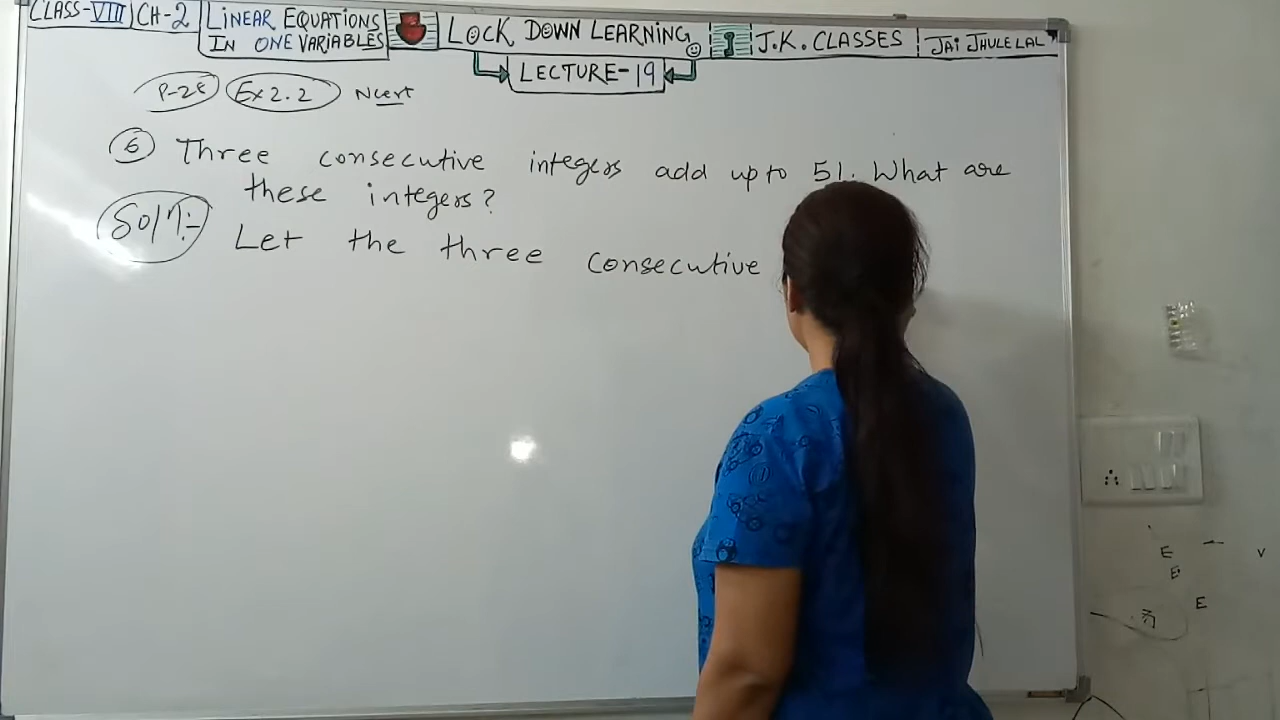 CLASS-VIII CH-2 LINEAR EQUATIONS IN ONE VARIABLES LOCK DOWN LEARNING J.K. CLASSES JAI JHULELAL
LECTURE-19
P-28 Ex 2.2 Ncert
6 Three consecutive integers add up to 51. What are
these integers?
Soln:- Let the three consecutive